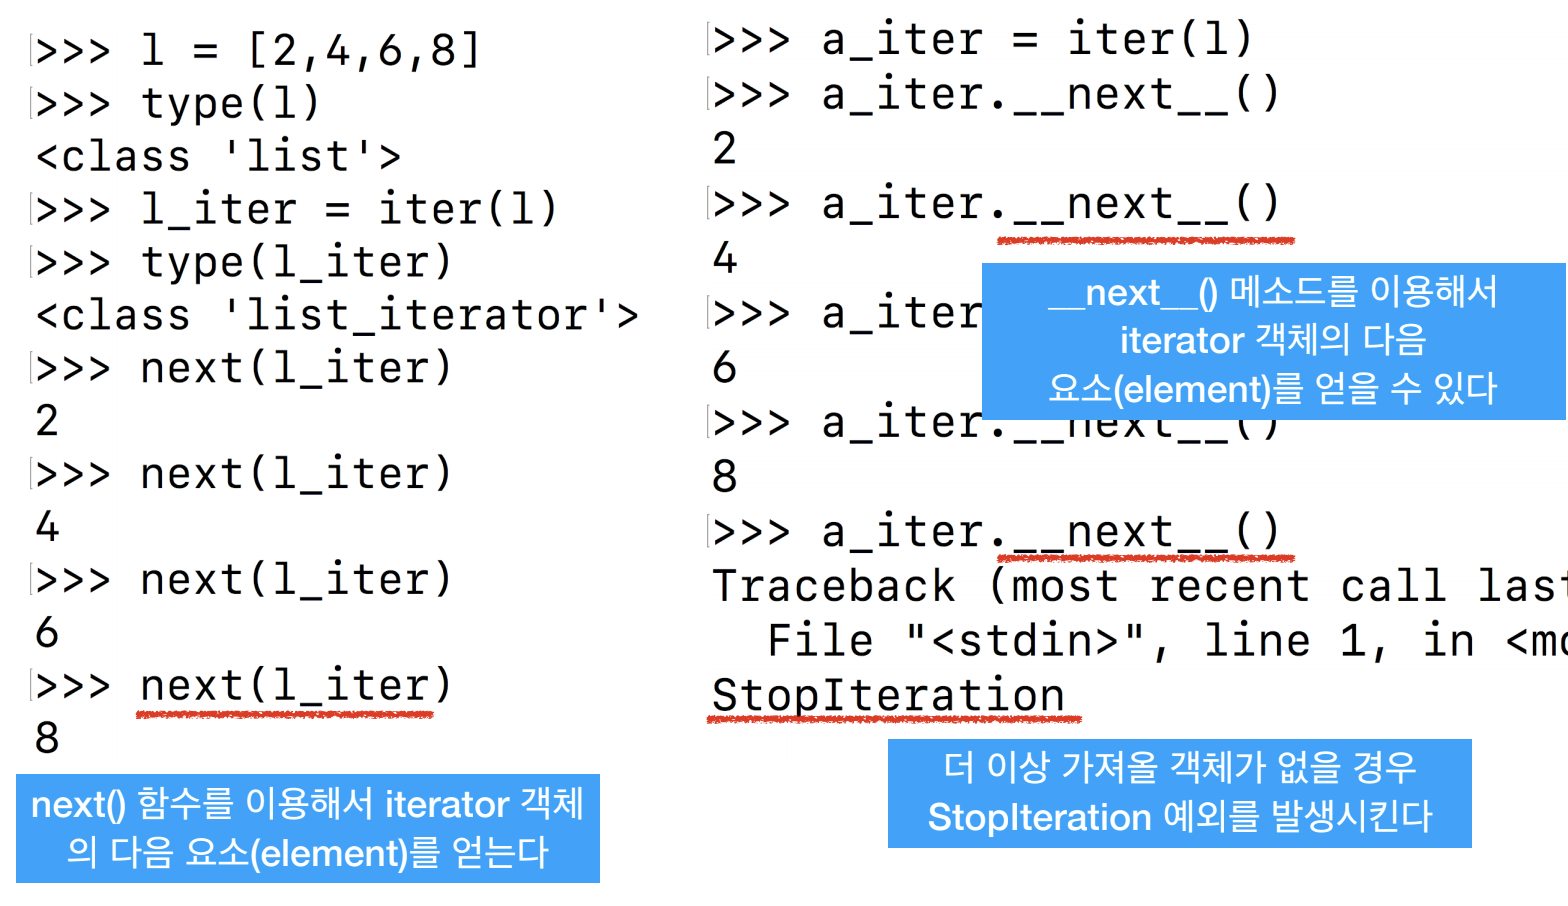 >>> l = [2,4,6,8]
>>> type(l)
<class 'list'>
>>> l_iter = iter(l)
>>> type(l_iter)
<class 'list_iterator'>
>>> next(l_iter)
2
>>> next(l_iter)
4
>>> next(l_iter)
6
>>> next(l_iter)
8
next() 함수를 이용해서 iterator 객체
의 다음 요소(element)를 얻는다
>>> a_iter = iter(l)
>>> a_iter.__next__()
2
>>> a_iter.__next__()
4
>>> a_iter
6
>>> a_iter.__next__()
8
>>> a_iter.__next__()
Traceback (most recent call last
File "<stdin>", line 1, in <mo
StopIteration
__next__() 메소드를 이용해서
iterator 객체의 다음
요소(element)를 얻을 수 있다
더 이상 가져올 객체가 없을 경우
StopIteration 예외를 발생시킨다